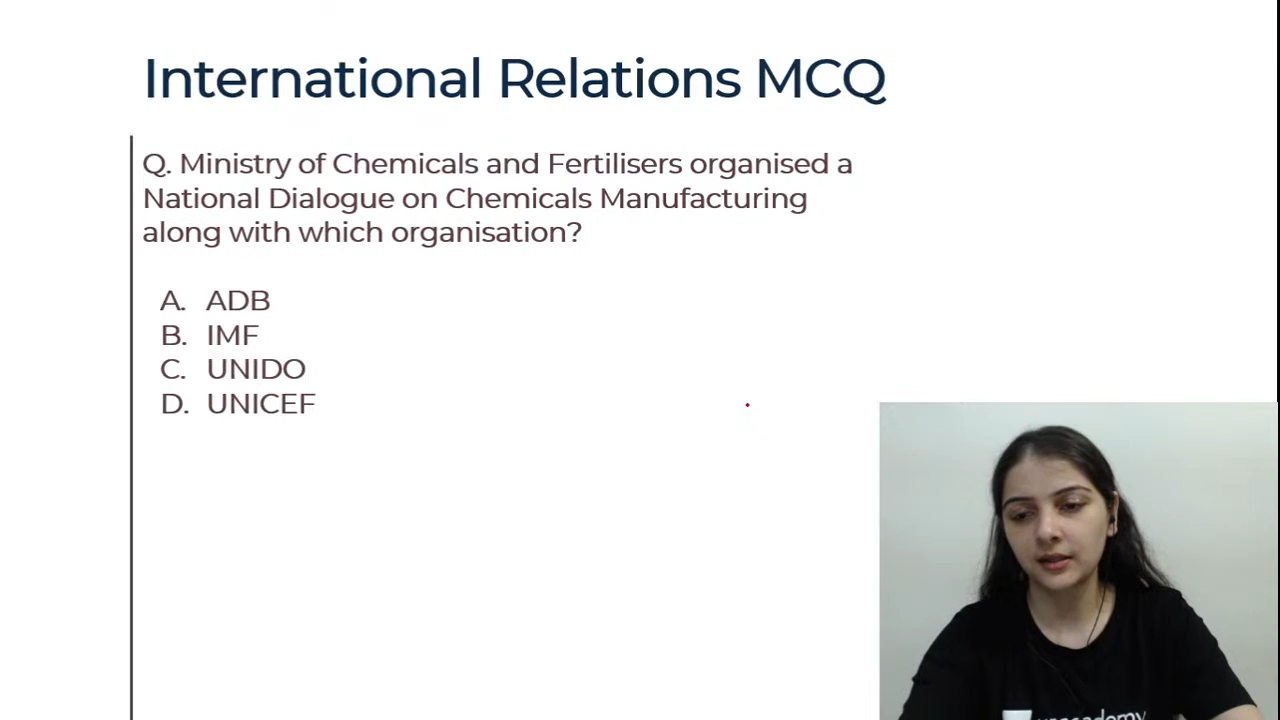 International Relations MCQ
Q. Ministry of Chemicals and Fertilisers organised a
National Dialogue on Chemicals Manufacturing
along with which organisation?
A. ADB
B. IMF
C. UNIDO
D. UNICEF